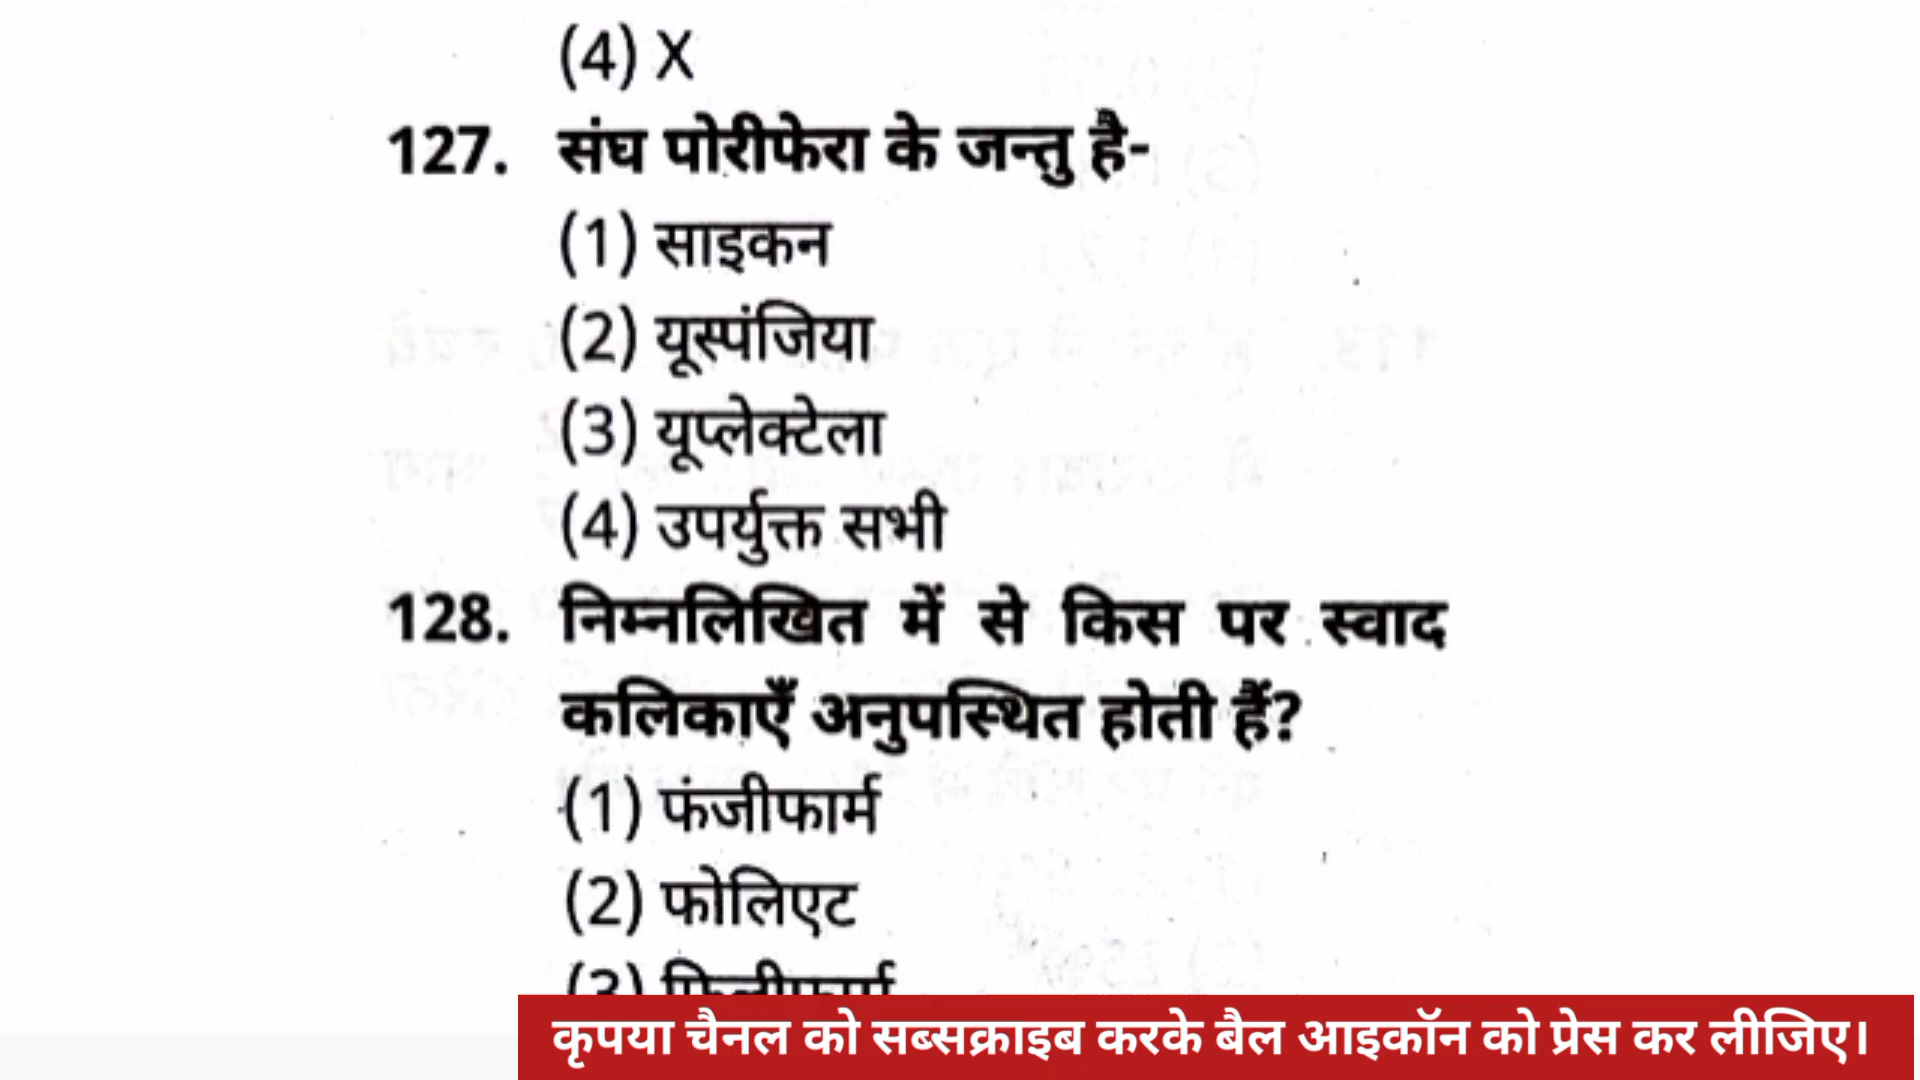 (4) X
127. संघ पोरीफेरा के जन्तु है-
(1) साइकन
(2) यूस्पंजिया
(3) यूप्लेक्टेला
(4) उपर्युक्त सभी
128. निम्नलिखित में से किस पर स्वाद
कलिकाएँ अनुपस्थित होती हैं?
(1) फंजीफार्म
(2) फोलिएट
(3) फिलीफार्म
कृपया चैनल को सब्सक्राइब करके बैल आइकॉन को प्रेस कर लीजिए।